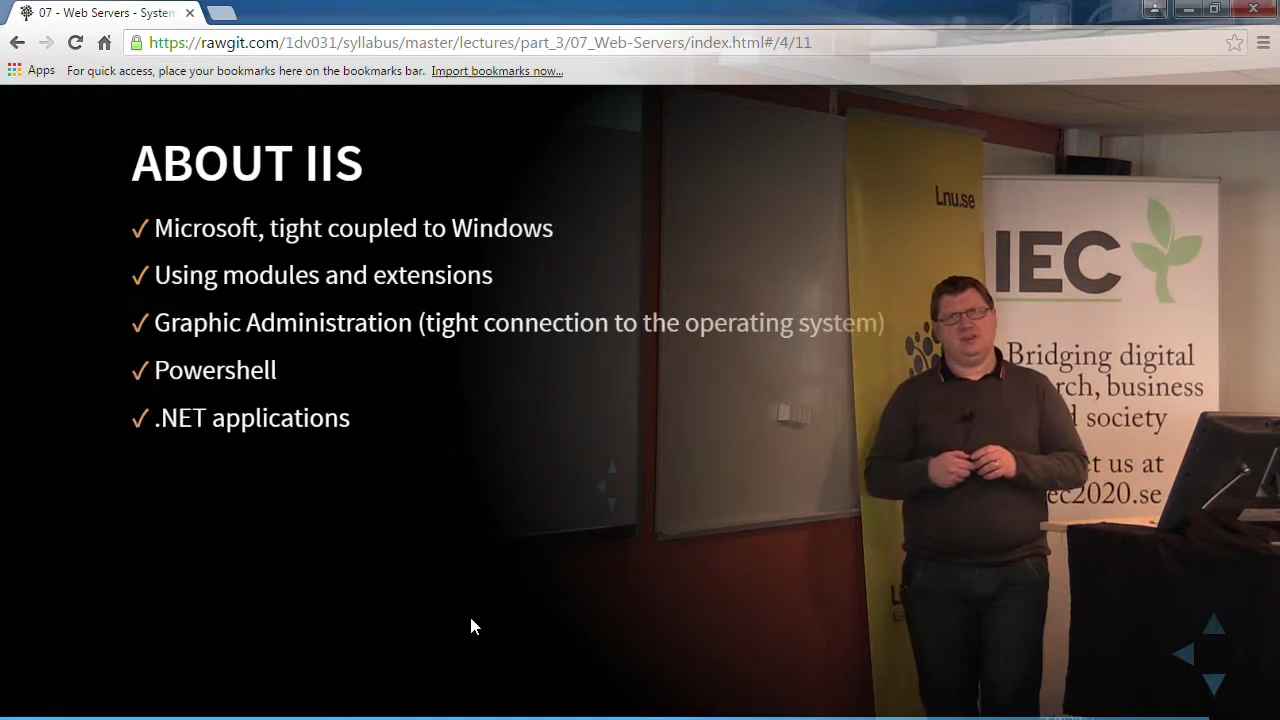 07 - Web Servers - System
https://rawgit.com/1dv031/syllabus/master/lectures/part_3/07_Web-Servers/index.html#/4/11
Apps For quick access, place your bookmarks here on the bookmarks bar. Import bookmarks now...
ABOUT IIS
✓ Microsoft, tight coupled to Windows
✓ Using modules and extensions
✓ Graphic Administration (tight connection to the operating system)
✓ Powershell
✓ .NET applications
Lnu.se
IEC
Bridging digital
rch, business
d society
ct us at
ec2020.se